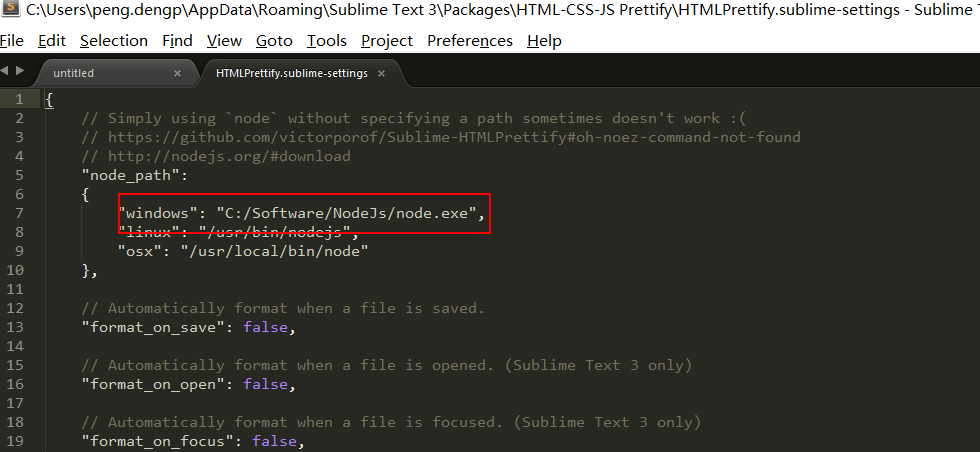 C:\Users\peng.dengp\AppData\Roaming\Sublime Text 3\Packages\HTML-CSS-JS Prettify\HTMLPrettify.sublime-settings - Sublime T
File Edit Selection Find View Goto Tools Project Preferences Help
untitled × HTMLPrettify.sublime-settings ×
1 {
2 // Simply using `node` without specifying a path sometimes doesn't work :(
3 // https://github.com/victorporof/Sublime-HTMLPrettify#oh-noez-command-not-found
4 // http://nodejs.org/#download
5 "node_path":
6 {
7 "windows": "C:/Software/NodeJs/node.exe",
8 "linux": "/usr/bin/nodejs",
9 "osx": "/usr/local/bin/node"
10 },
11
12 // Automatically format when a file is saved.
13 "format_on_save": false,
14
15 // Automatically format when a file is opened. (Sublime Text 3 only)
16 "format_on_open": false,
17
18 // Automatically format when a file is focused. (Sublime Text 3 only)
19 "format_on_focus": false,